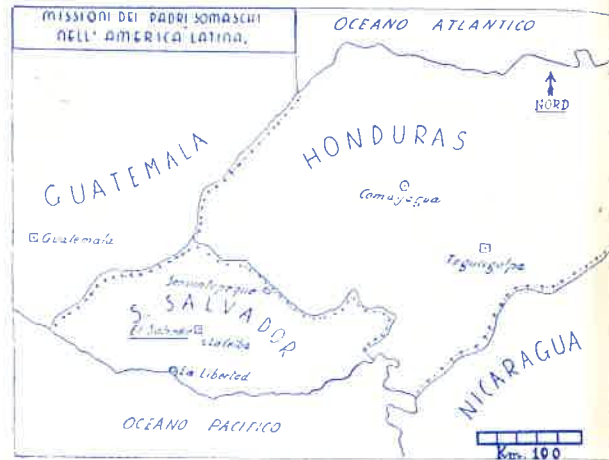 MISSIONI DEI PADRI SOMASCHI
NELL' AMERICA LATINA.
OCEANO ATLANTICO
NORD
HONDURAS
GUATEMALA
Comayagua
Guatemala
Tegucigalpa
S. SALVADOR
La Libertad
NICARAGUA
OCEANO PACIFICO
Km. 100